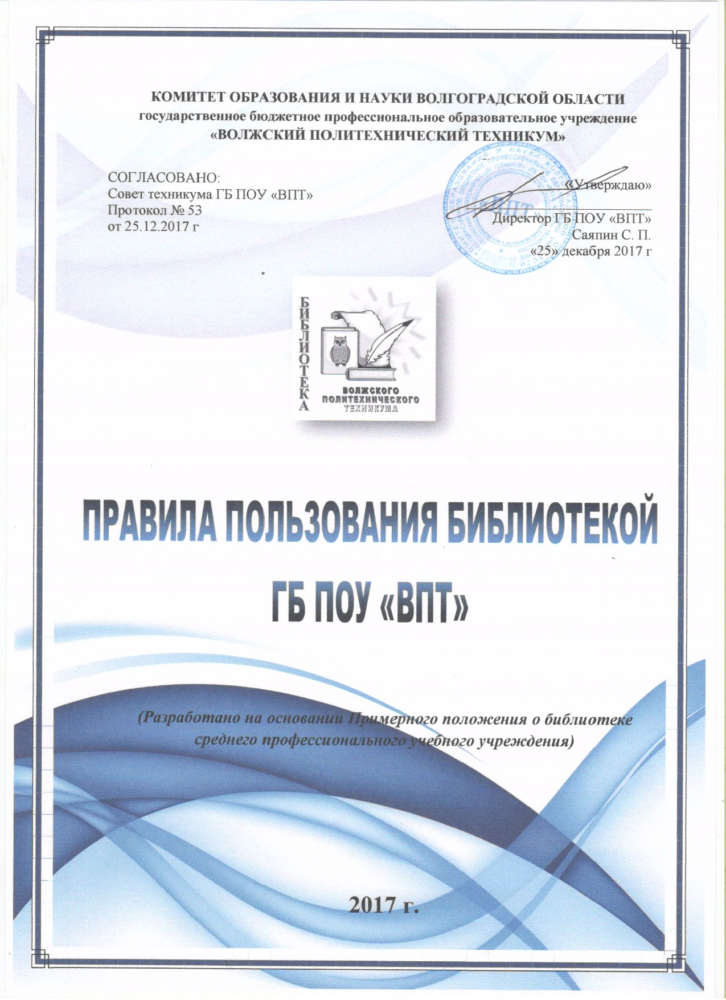 КОМИТЕТ ОБРАЗОВАНИЯ И НАУКИ ВОЛГОГРАДСКОЙ ОБЛАСТИ
государственное бюджетное профессиональное образовательное учреждение
«ВОЛЖСКИЙ ПОЛИТЕХНИЧЕСКИЙ ТЕХНИКУМ»
СОГЛАСОВАНО:
Совет техникума ГБ ПОУ «ВПТ»
Протокол № 53
от 25.12.2017 г
«Утверждаю»
Директор ГБ ПОУ «ВПТ»
Саяпин С. П.
«25» декабря 2017 г
«ВПТ»
БИБЛИОТЕКА
ВОЛЖСКОГО
ПОЛИТЕХНИЧЕСКОГО
ТЕХНИКУМА
ПРАВИЛА ПОЛЬЗОВАНИЯ БИБЛИОТЕКОЙ
ГБ ПОУ «ВПТ»
(Разработано на основании Примерного положения о библиотеке
среднего профессионального учебного учреждения)
2017 г.